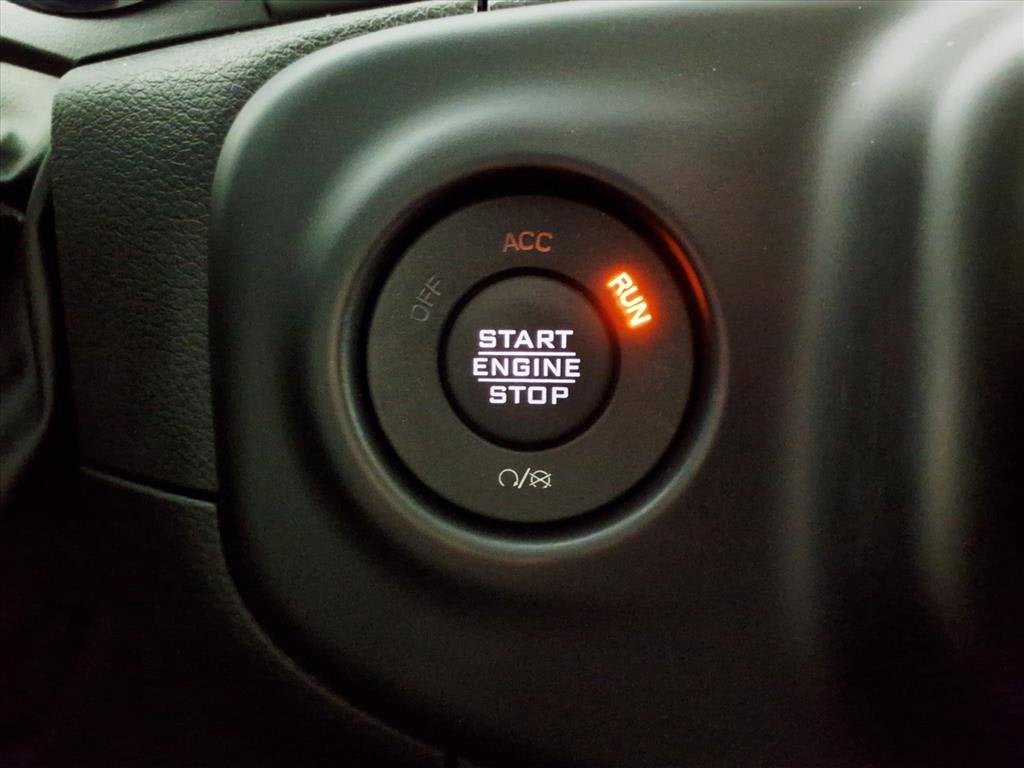 ACC
OFF
RUN
START
ENGINE
STOP